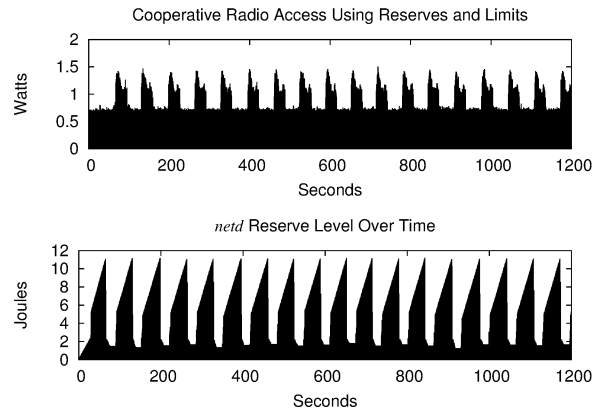 Cooperative Radio Access Using Reserves and Limits
2
1.5
1
0.5
0
Watts
0 200 400 600 800 1000 1200
Seconds
netd Reserve Level Over Time
12
10
8
6
4
2
0
Joules
0 200 400 600 800 1000 1200
Seconds